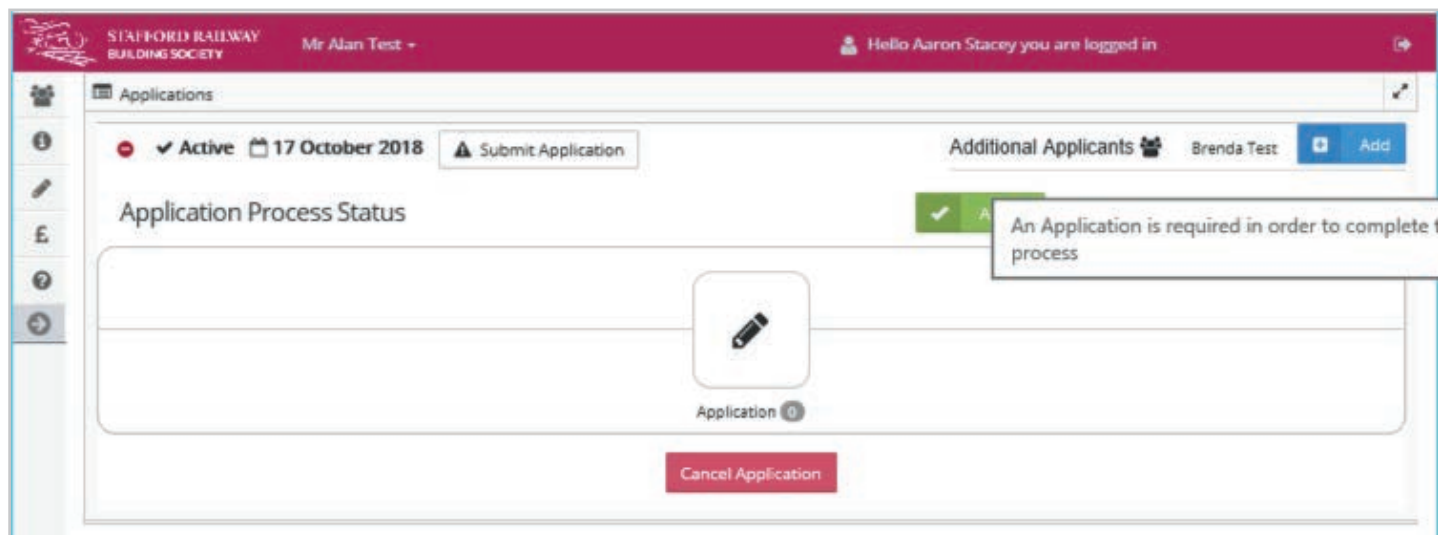 STAFFORD RAILWAY
BUILDING SOCIETY
Mr Alan Test
Hello Aaron Stacey you are logged in
Applications
Active 17 October 2018 Submit Application Additional Applicants Brenda Test Add
Application Process Status
An Application is required in order to complete
process
£
Application 0
Cancel Application